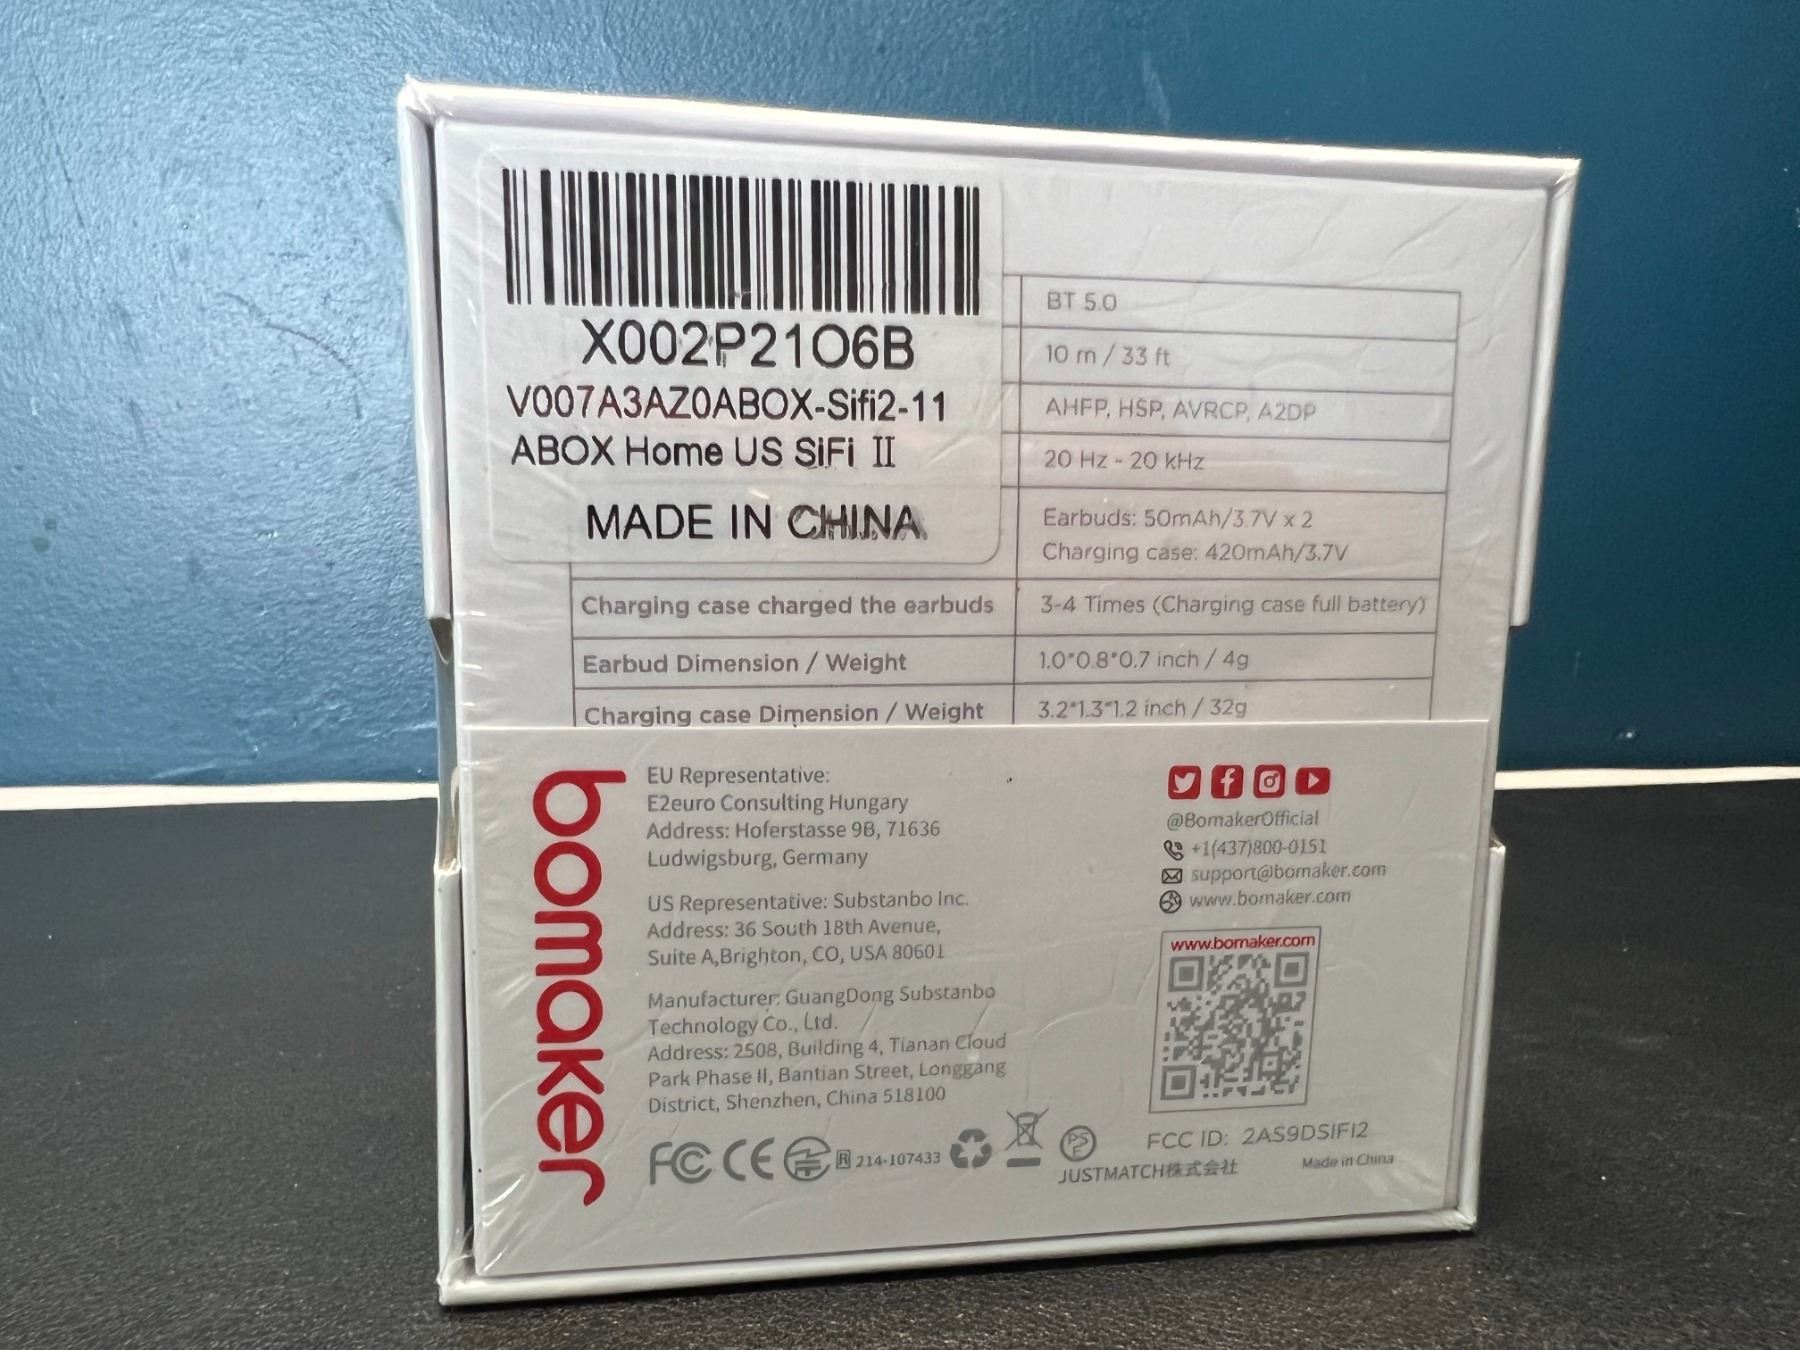 X002P21O6B
V007A3AZ0ABOX-Sifi2-11
ABOX Home US SiFi II
MADE IN CHINA
BT 5.0
10 m / 33 ft
AHFP, HSP, AVRCP, A2DP
20 Hz - 20 kHz
Earbuds: 50mAh/3.7V x 2
Charging case: 420mAh/3.7V
Charging case charged the earbuds 3-4 Times (Charging case full battery)
Earbud Dimension / Weight 1.0*0.8*0.7 inch / 4g
Charging case Dimension / Weight 3.2*1.3*1.2 inch / 32g
bomaker
EU Representative:
E2euro Consulting Hungary
Address: Hoferstasse 9B, 71636
Ludwigsburg, Germany
US Representative: Substanbo Inc.
Address: 36 South 18th Avenue,
Suite A,Brighton, CO, USA 80601
Manufacturer: GuangDong Substanbo
Technology Co., Ltd.
Address: 2508, Building 4, Tianan Cloud
Park Phase II, Bantian Street, Longgang
District, Shenzhen, China 518100
@BomakerOfficial
+1(437)800-0151
support@bomaker.com
www.bomaker.com
www.bomaker.com
FCC ID: 2AS9DSIFI2
Made in China
FC CE R 214-107433
PS
E
JUSTMATCH株式会社